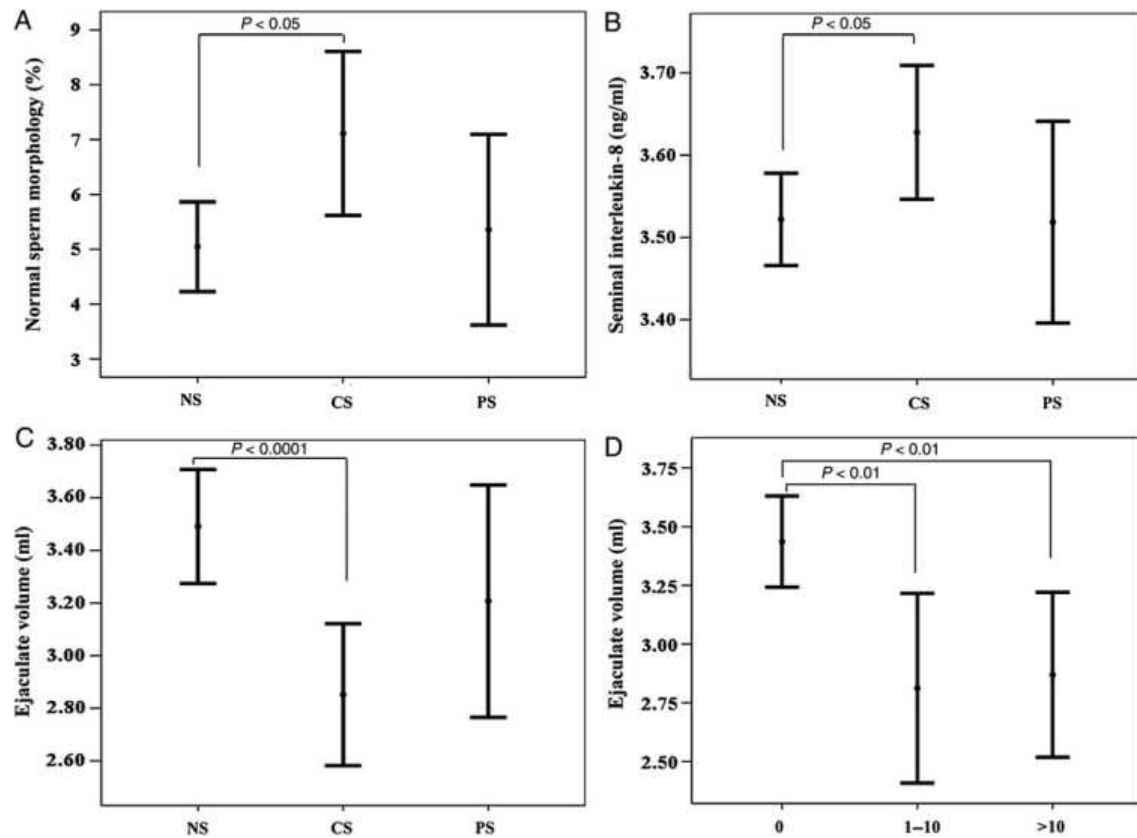 A
P < 0.05
Normal sperm morphology (%)
9
8
7
6
5
4
3
NS CS PS
B
P < 0.05
Seminal interleukin-8 (ng/ml)
3.70
3.60
3.50
3.40
NS CS PS
C
P < 0.0001
Ejaculate volume (ml)
3.80
3.60
3.40
3.20
3.00
2.80
2.60
NS CS PS
D
P < 0.01
P < 0.01
Ejaculate volume (ml)
3.75
3.50
3.25
3.00
2.75
2.50
0 1–10 >10